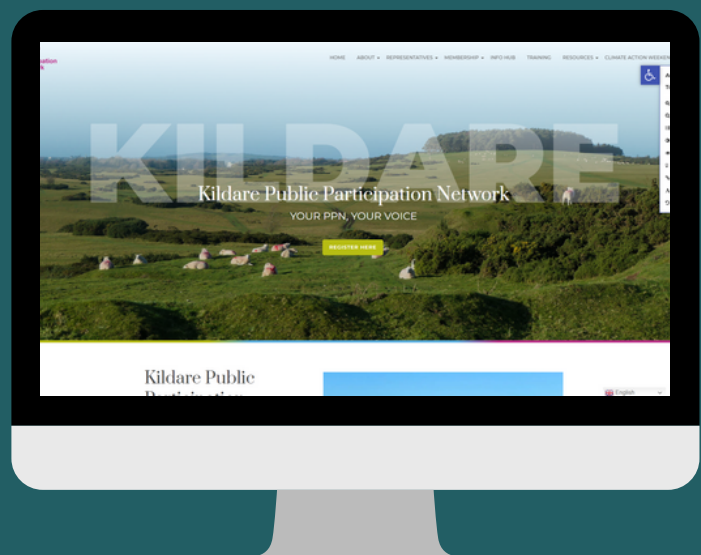 HOME ABOUT REPRESENTATIVES MEMBERSHIP INFO HUB TRAINING RESOURCES CLIMATE ACTION WEEKEN
KILDARE
Kildare Public Participation Network
YOUR PPN, YOUR VOICE
REGISTER HERE
Kildare Public
English